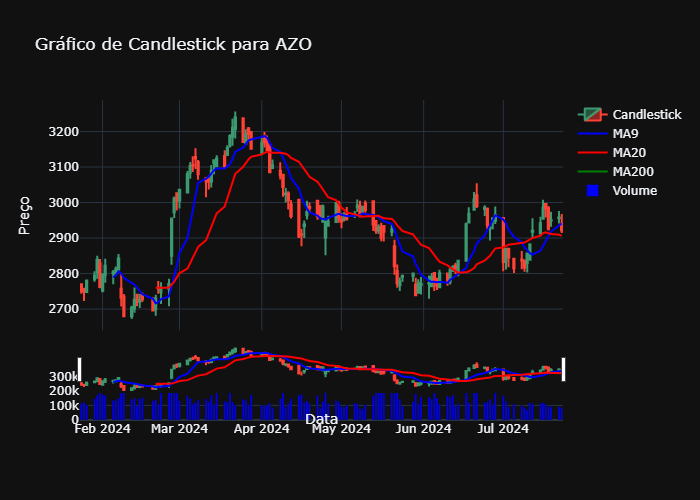 Gráfico de Candlestick para AZO
Candlestick
MA9
MA20
MA200
Volume
Preço
3200
3100
3000
2900
2800
2700
300k
200k
100k
0
Data
Feb 2024
Mar 2024
Apr 2024
May 2024
Jun 2024
Jul 2024